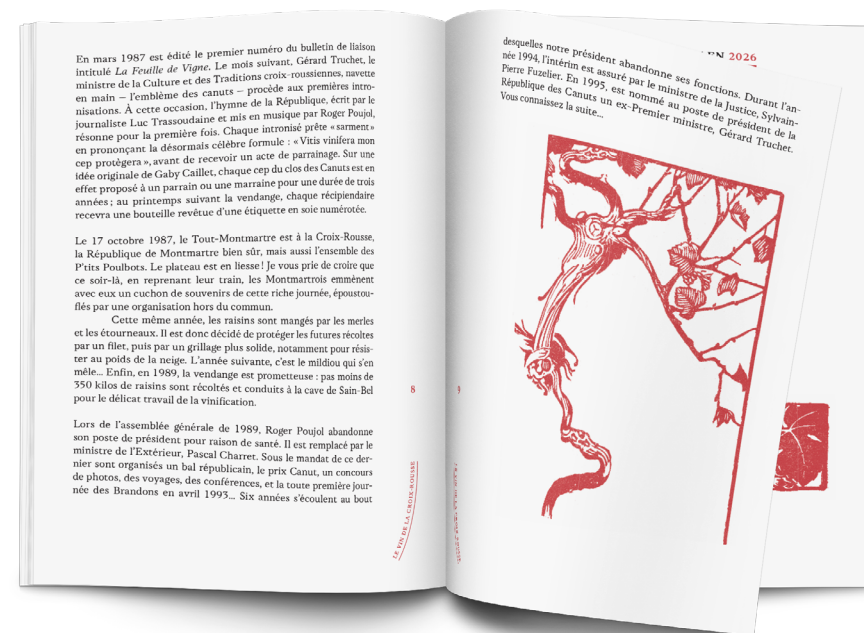 En mars 1987 est édité le premier numéro du bulletin de liaison
intitulé La Feuille de Vigne. Le mois suivant, Gérard Truchet, le
ministre de la Culture et des Traditions croix-roussiennes, navette
en main – l'emblème des canuts – procède aux premières intro-
nisations. À cette occasion, l'hymne de la République, écrit par le
journaliste Luc Trassoudaine et mis en musique par Roger Poujol,
résonne pour la première fois. Chaque intronisé prête « sarment »
en prononçant la désormais célèbre formule : « Vitis vinifera mon
cep protègera », avant de recevoir un acte de parrainage. Sur une
idée originale de Gaby Caillet, chaque cep du clos des Canuts est en
effet proposé à un parrain ou une marraine pour une durée de trois
années ; au printemps suivant la vendange, chaque récipiendaire
recevra une bouteille revêtue d'une étiquette en soie numérotée.
Le 17 octobre 1987, le Tout-Montmartre est à la Croix-Rousse,
la République de Montmartre bien sûr, mais aussi l'ensemble des
P'tits Poulbots. Le plateau est en liesse ! Je vous prie de croire que
ce soir-là, en reprenant leur train, les Montmartrois emmènent
avec eux un cuchon de souvenirs de cette riche journée, époustou-
flés par une organisation hors du commun.
Cette même année, les raisins sont mangés par les merles
et les étourneaux. Il est donc décidé de protéger les futures récoltes
par un filet, puis par un grillage plus solide, notamment pour résis-
ter au poids de la neige. L'année suivante, c'est le mildiou qui s'en
mêle... Enfin, en 1989, la vendange est prometteuse : pas moins de
350 kilos de raisins sont récoltés et conduits à la cave de Sain-Bel
pour le délicat travail de la vinification.
Lors de l'assemblée générale de 1989, Roger Poujol abandonne
son poste de président pour raison de santé. Il est remplacé par le
ministre de l'Extérieur, Pascal Charret. Sous le mandat de ce der-
nier sont organisés un bal républicain, le prix Canut, un concours
de photos, des voyages, des conférences, et la toute première jour-
née des Brandons en avril 1993... Six années s'écoulent au bout
8
LE VIN DE LA CROIX-ROUSSE
desquelles notre président abandonne ses fonctions. Durant l'an-
née 1994, l'intérim est assuré par le ministre de la Justice, Sylvain-
Pierre Fuzelier. En 1995, est nommé au poste de président de la
République des Canuts un ex-Premier ministre, Gérard Truchet.
Vous connaissez la suite...
9
EN 2026